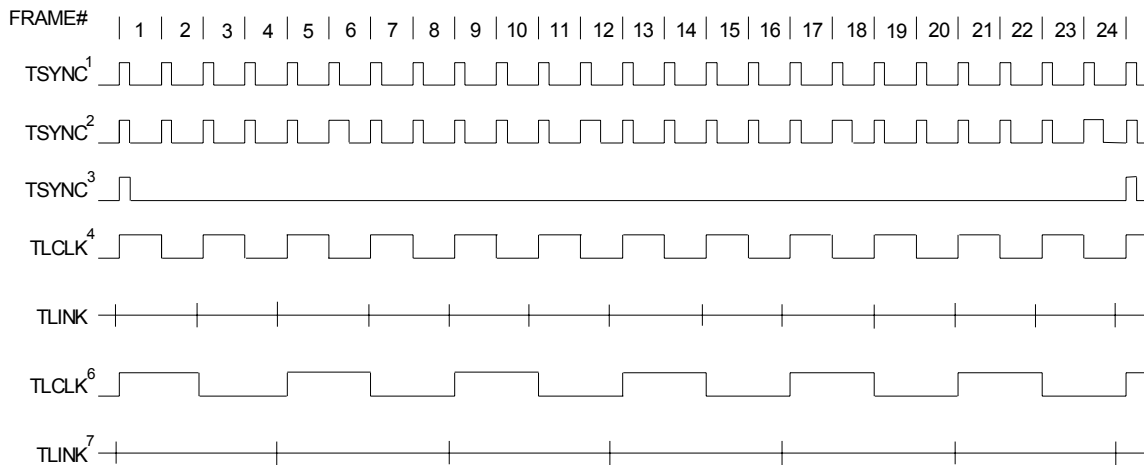 FRAME# 1 2 3 4 5 6 7 8 9 10 11 12 13 14 15 16 17 18 19 20 21 22 23 24
TSYNC1
TSYNC2
TSYNC3
TLCLK4
TLINK
TLCLK6
TLINK7